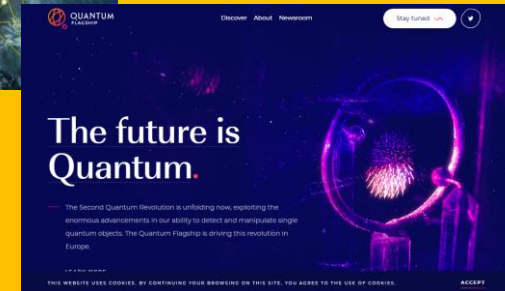 QUANTUM
FLAGSHIP
Discover About Newsroom
Stay tuned
The future is
Quantum.
The Second Quantum Revolution is unfolding now, exploiting the
enormous advancements in our ability to detect and manipulate single
quantum objects. The Quantum Flagship is driving this revolution in
Europe.
LEARN MORE
THIS WEBSITE USES COOKIES. BY CONTINUING YOUR BROWSING ON THIS SITE, YOU AGREE TO THE USE OF COOKIES.
ACCEPT